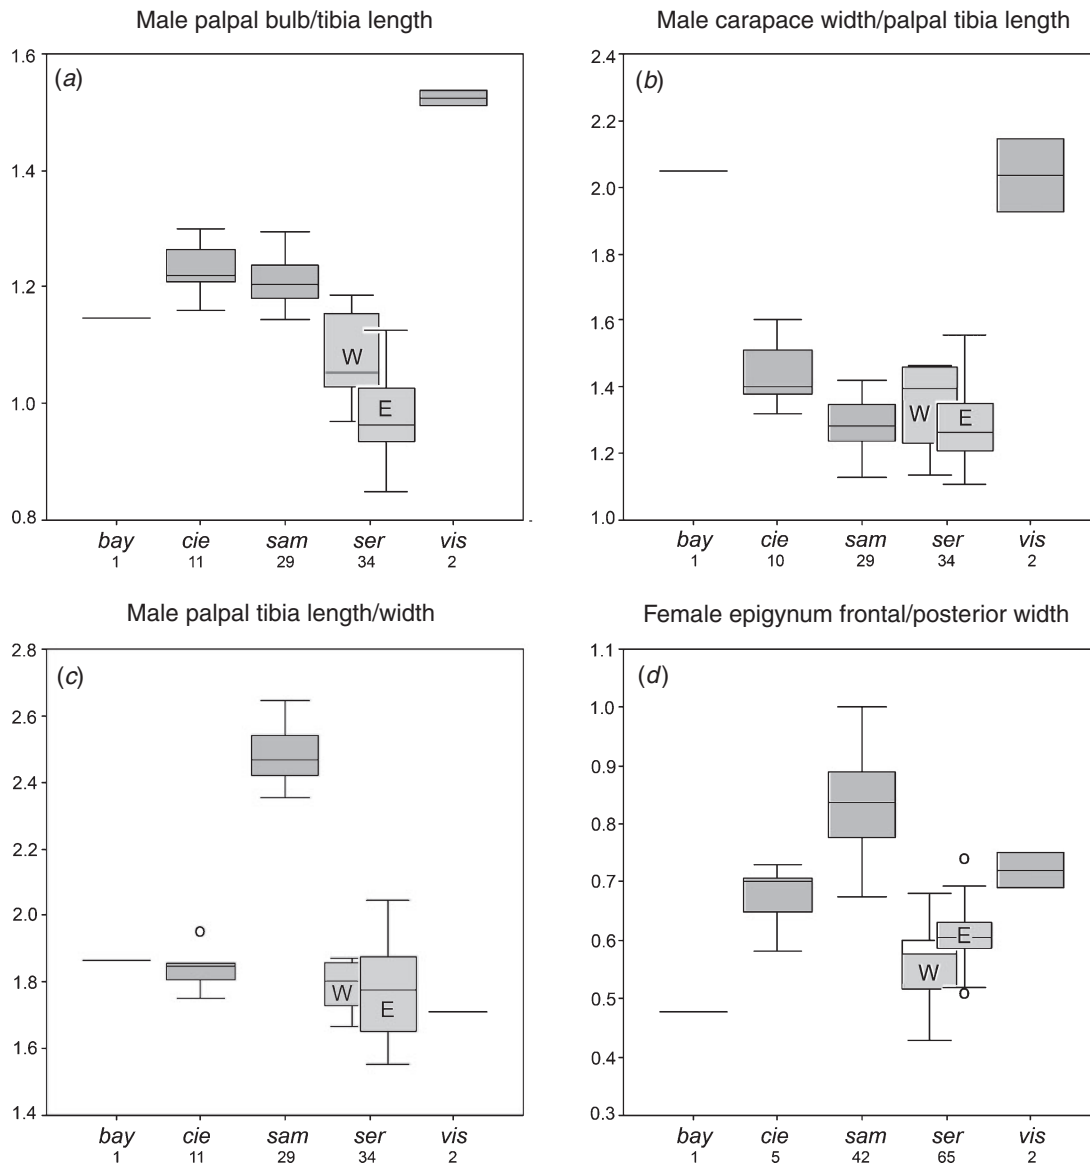 Male palpal bulb/tibia length
(a)
1.6
1.4
1.2
1.0
0.8
W
E
bay cie sam ser vis
1 11 29 34 2
Male carapace width/palpal tibia length
(b)
2.4
2.2
2.0
1.8
1.6
1.4
1.2
1.0
W
E
bay cie sam ser vis
1 10 29 34 2
Male palpal tibia length/width
(c)
2.8
2.6
2.4
2.2
2.0
1.8
1.6
1.4
W
E
bay cie sam ser vis
1 11 29 34 2
Female epigynum frontal/posterior width
(d)
1.1
1.0
0.9
0.8
0.7
0.6
0.5
0.4
0.3
W
E
bay cie sam ser vis
1 5 42 65 2